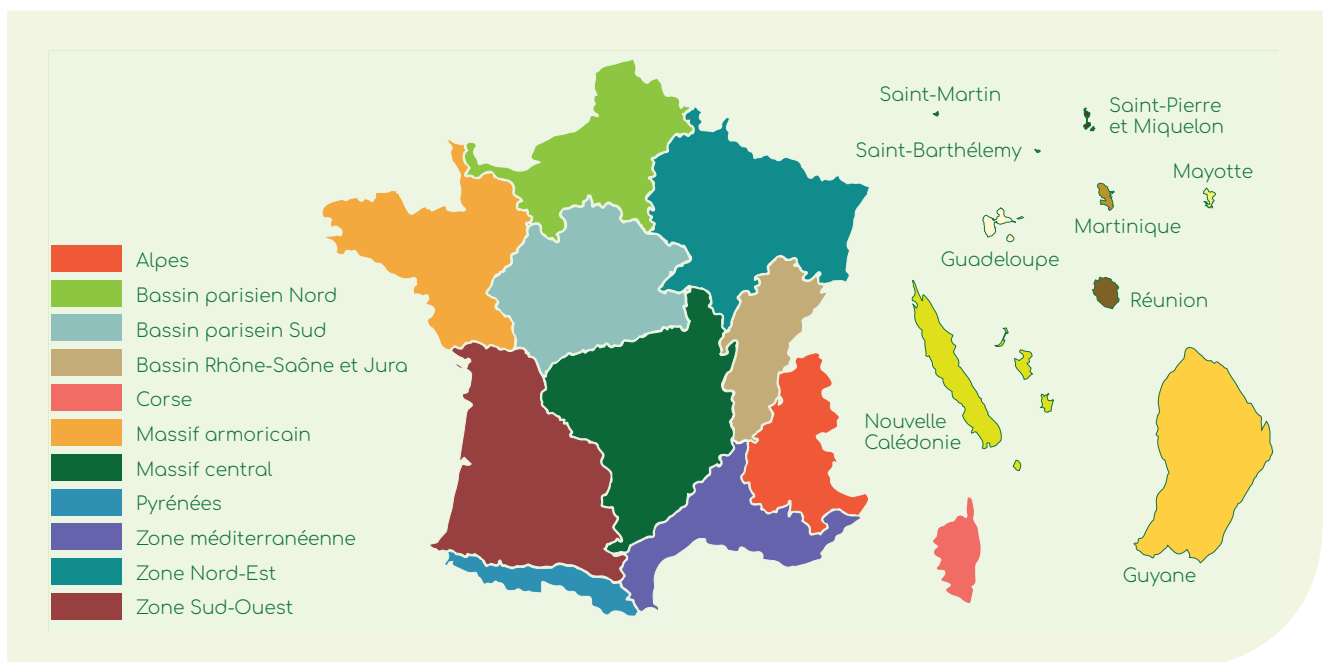 Alpes
Bassin parisien Nord
Bassin parisein Sud
Bassin Rhône-Saône et Jura
Corse
Massif armoricain
Massif central
Pyrénées
Zone méditerranéenne
Zone Nord-Est
Zone Sud-Ouest
Saint-Martin
Saint-Pierre
et Miquelon
Saint-Barthélemy
Mayotte
Martinique
Guadeloupe
Réunion
Nouvelle
Calédonie
Guyane